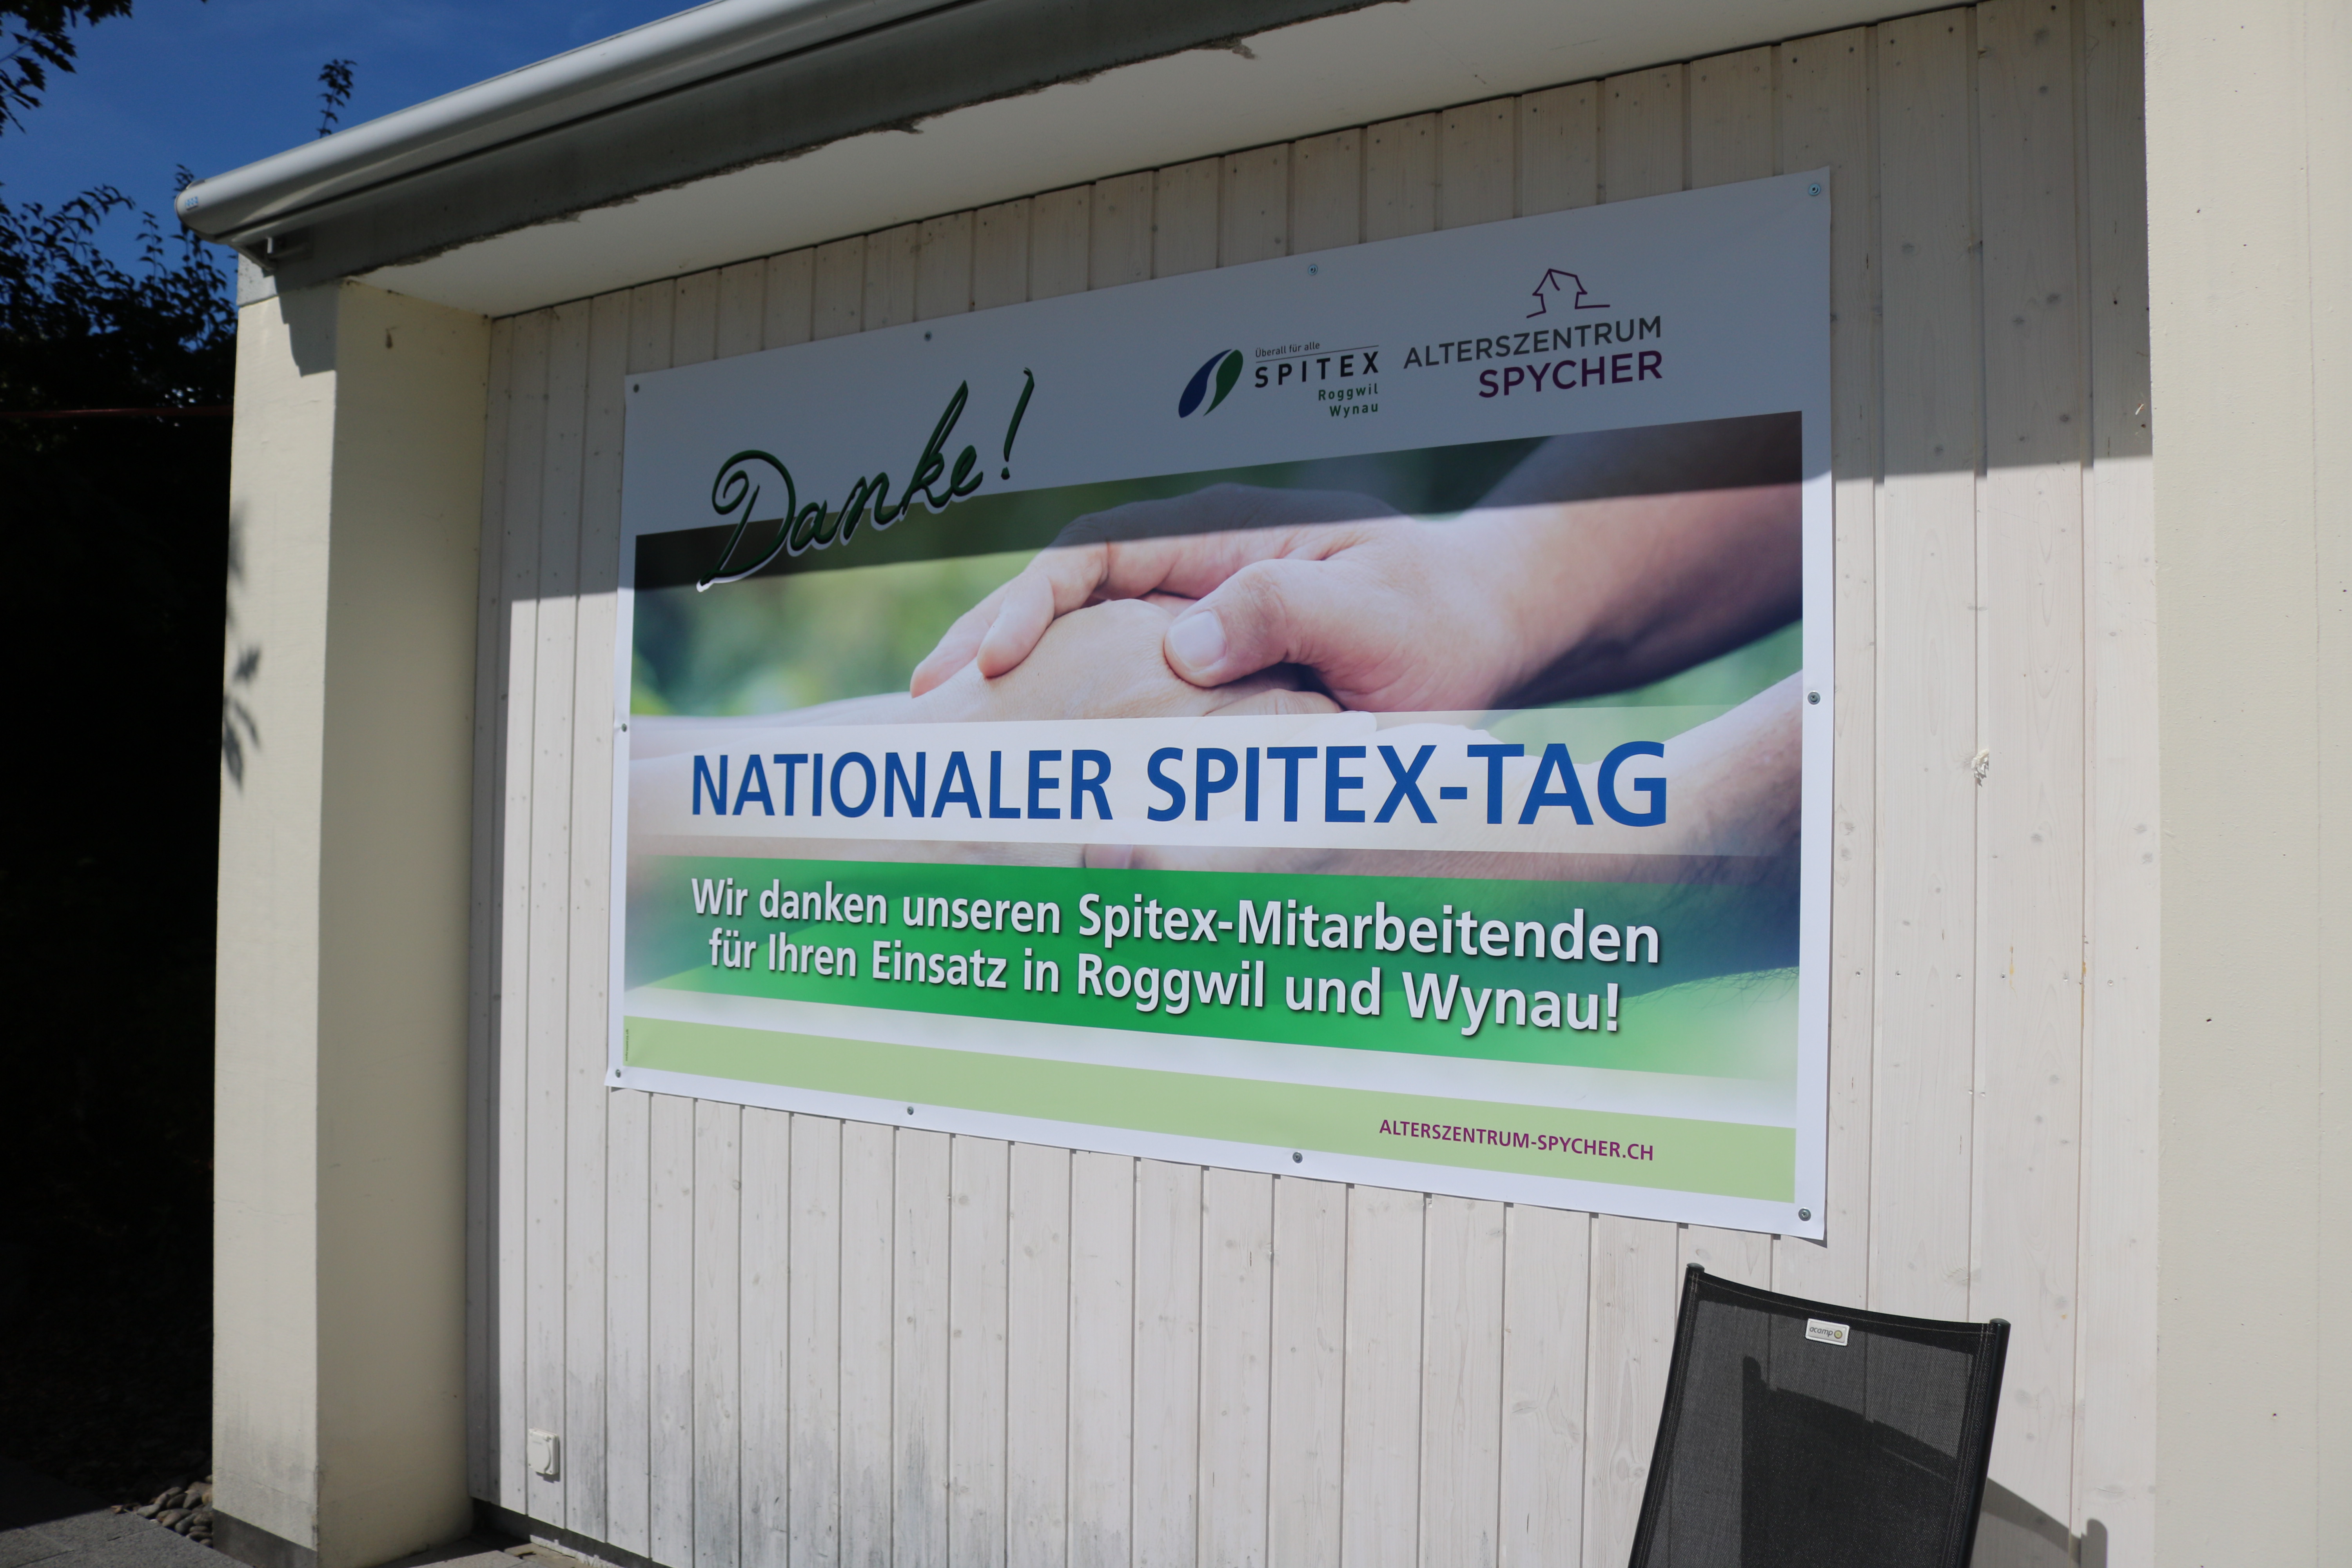 Danke!
Überall für alle
SPITEX
Roggwil
Wynau
ALTERSZENTRUM
SPYCHER
NATIONALER SPITEX-TAG
Wir danken unseren Spitex-Mitarbeitenden
für Ihren Einsatz in Roggwil und Wynau!
ALTERSZENTRUM-SPYCHER.CH
acamp